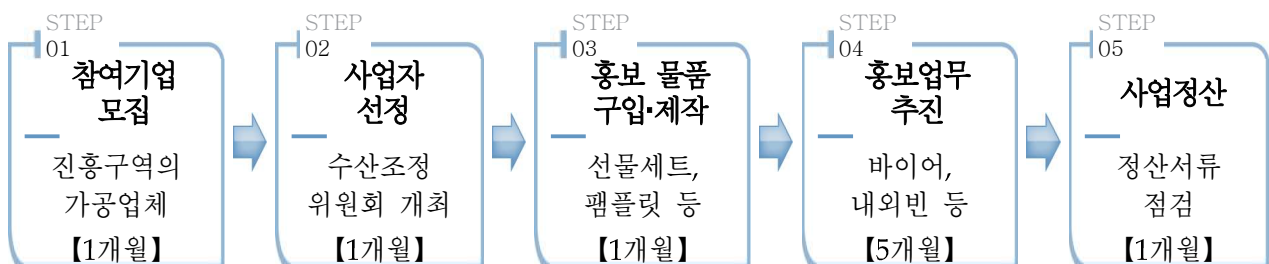 STEP
01
참여기업
모집
진흥구역의
가공업체
【1개월】
STEP
02
사업자
선정
수산조정
위원회 개최
【1개월】
STEP
03
홍보 물품
구입·제작
선물세트,
팸플릿 등
【1개월】
STEP
04
홍보업무
추진
바이어,
내외빈 등
【5개월】
STEP
05
사업정산
정산서류
점검
【1개월】